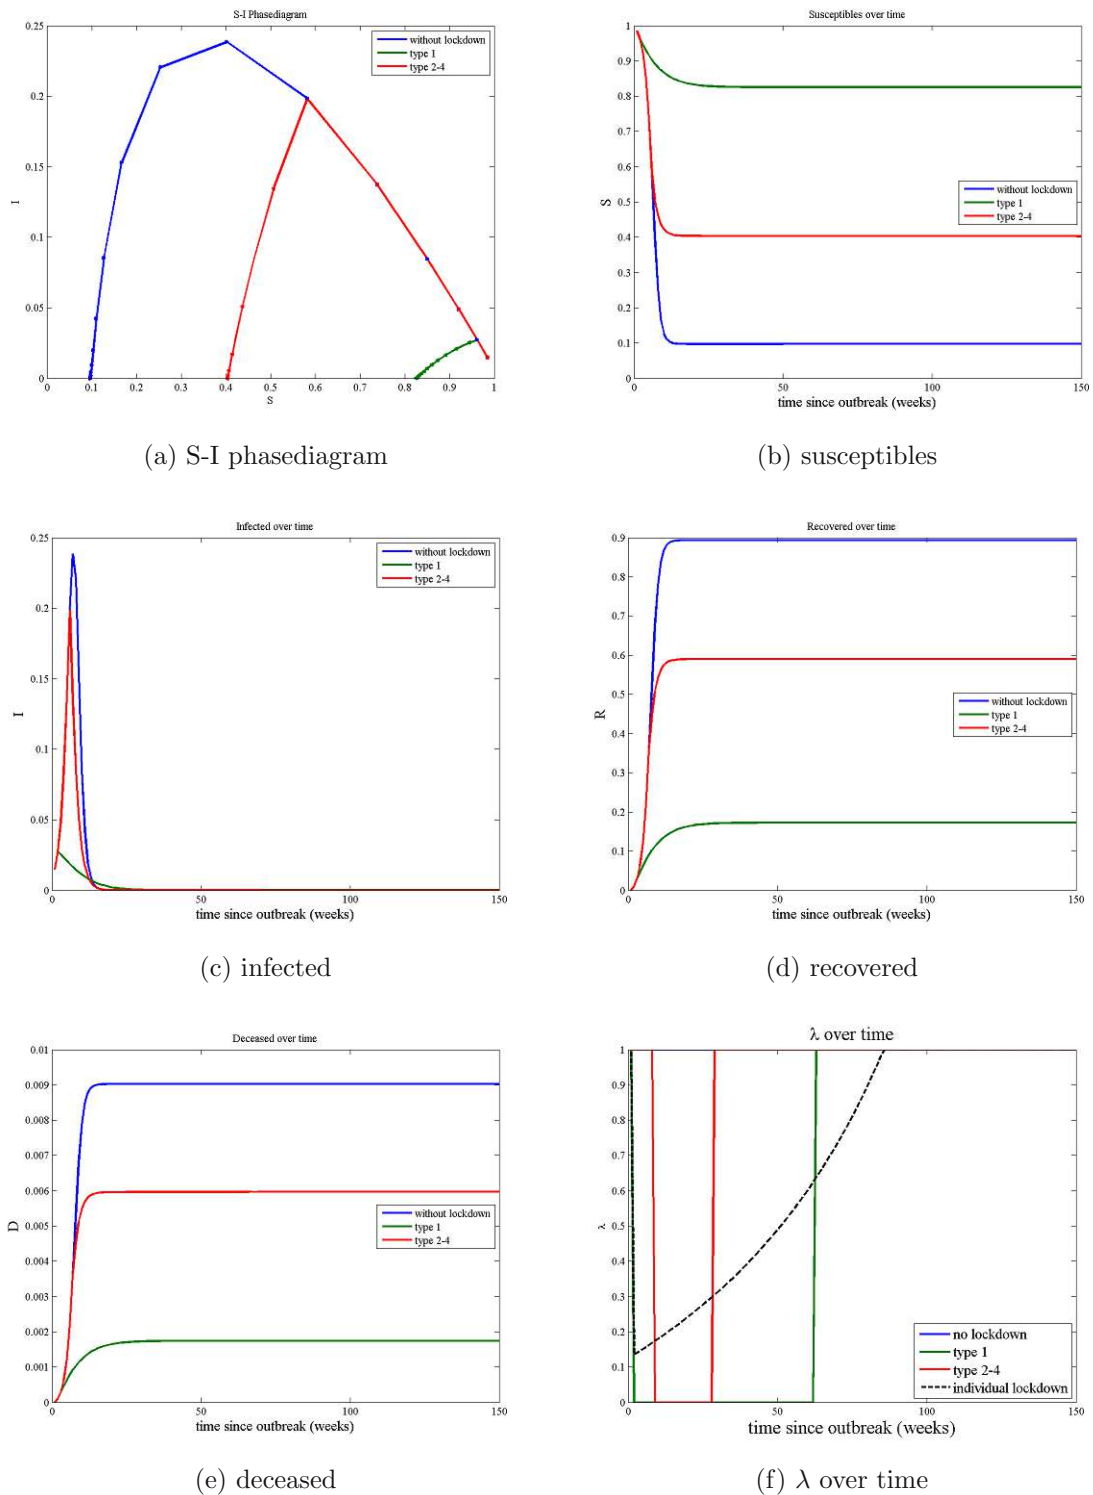 S-I Phasediagram
0.25
0.2
0.15
0.1
0.05
0
I
without lockdown
type 1
type 2-4
0 0.1 0.2 0.3 0.4 0.5 0.6 0.7 0.8 0.9 1
S
(a) S-I phasediagram
Susceptibles over time
1
0.9
0.8
0.7
0.6
0.5
0.4
0.3
0.2
0.1
0
S
without lockdown
type 1
type 2-4
0 50 100 150
time since outbreak (weeks)
(b) susceptibles
Infected over time
0.25
0.2
0.15
0.1
0.05
0
I
without lockdown
type 1
type 2-4
0 50 100 150
time since outbreak (weeks)
(c) infected
Recovered over time
0.9
0.8
0.7
0.6
0.5
0.4
0.3
0.2
0.1
0
R
without lockdown
type 1
type 2-4
0 50 100 150
time since outbreak (weeks)
(d) recovered
Deceased over time
0.01
0.009
0.008
0.007
0.006
0.005
0.004
0.003
0.002
0.001
0
D
without lockdown
type 1
type 2-4
0 50 100 150
time since outbreak (weeks)
(e) deceased
λ over time
1
0.9
0.8
0.7
0.6
0.5
0.4
0.3
0.2
0.1
0
λ
no lockdown
type 1
type 2-4
individual lockdown
0 50 100 150
time since outbreak (weeks)
(f) λ over time